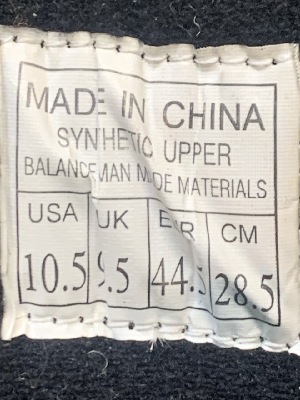 MADE IN CHINA
SYNTHETIC UPPER
BALANCE MAN MADE MATERIALS
USA UK EUR CM
10.5 9.5 44.5 28.5